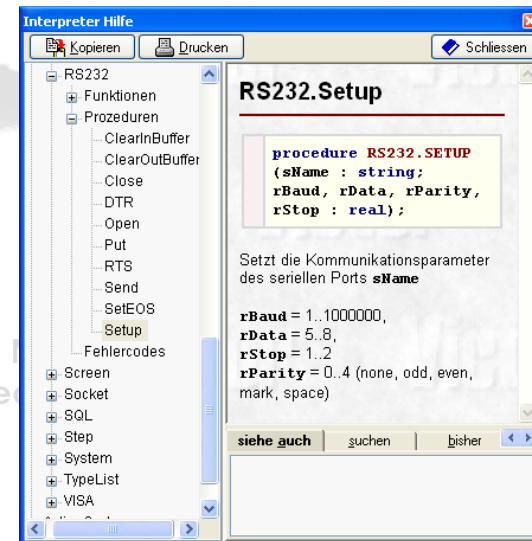 Interpreter Hilfe
Kopieren
Drucken
Schliessen
RS232
Funktionen
Prozeduren
ClearInBuffer
ClearOutBuffer
Close
DTR
Open
Put
RTS
Send
SetEOS
Setup
Fehlercodes
Screen
Socket
SQL
Step
System
TypeList
VISA
RS232.Setup
procedure RS232.SETUP
(sName : string;
rBaud, rData, rParity,
rStop : real);
Setzt die Kommunikationsparameter
des seriellen Ports sName
rBaud = 1..1000000,
rData = 5..8,
rStop = 1..2
rParity = 0..4 (none, odd, even,
mark, space)
siehe auch
suchen
bisher